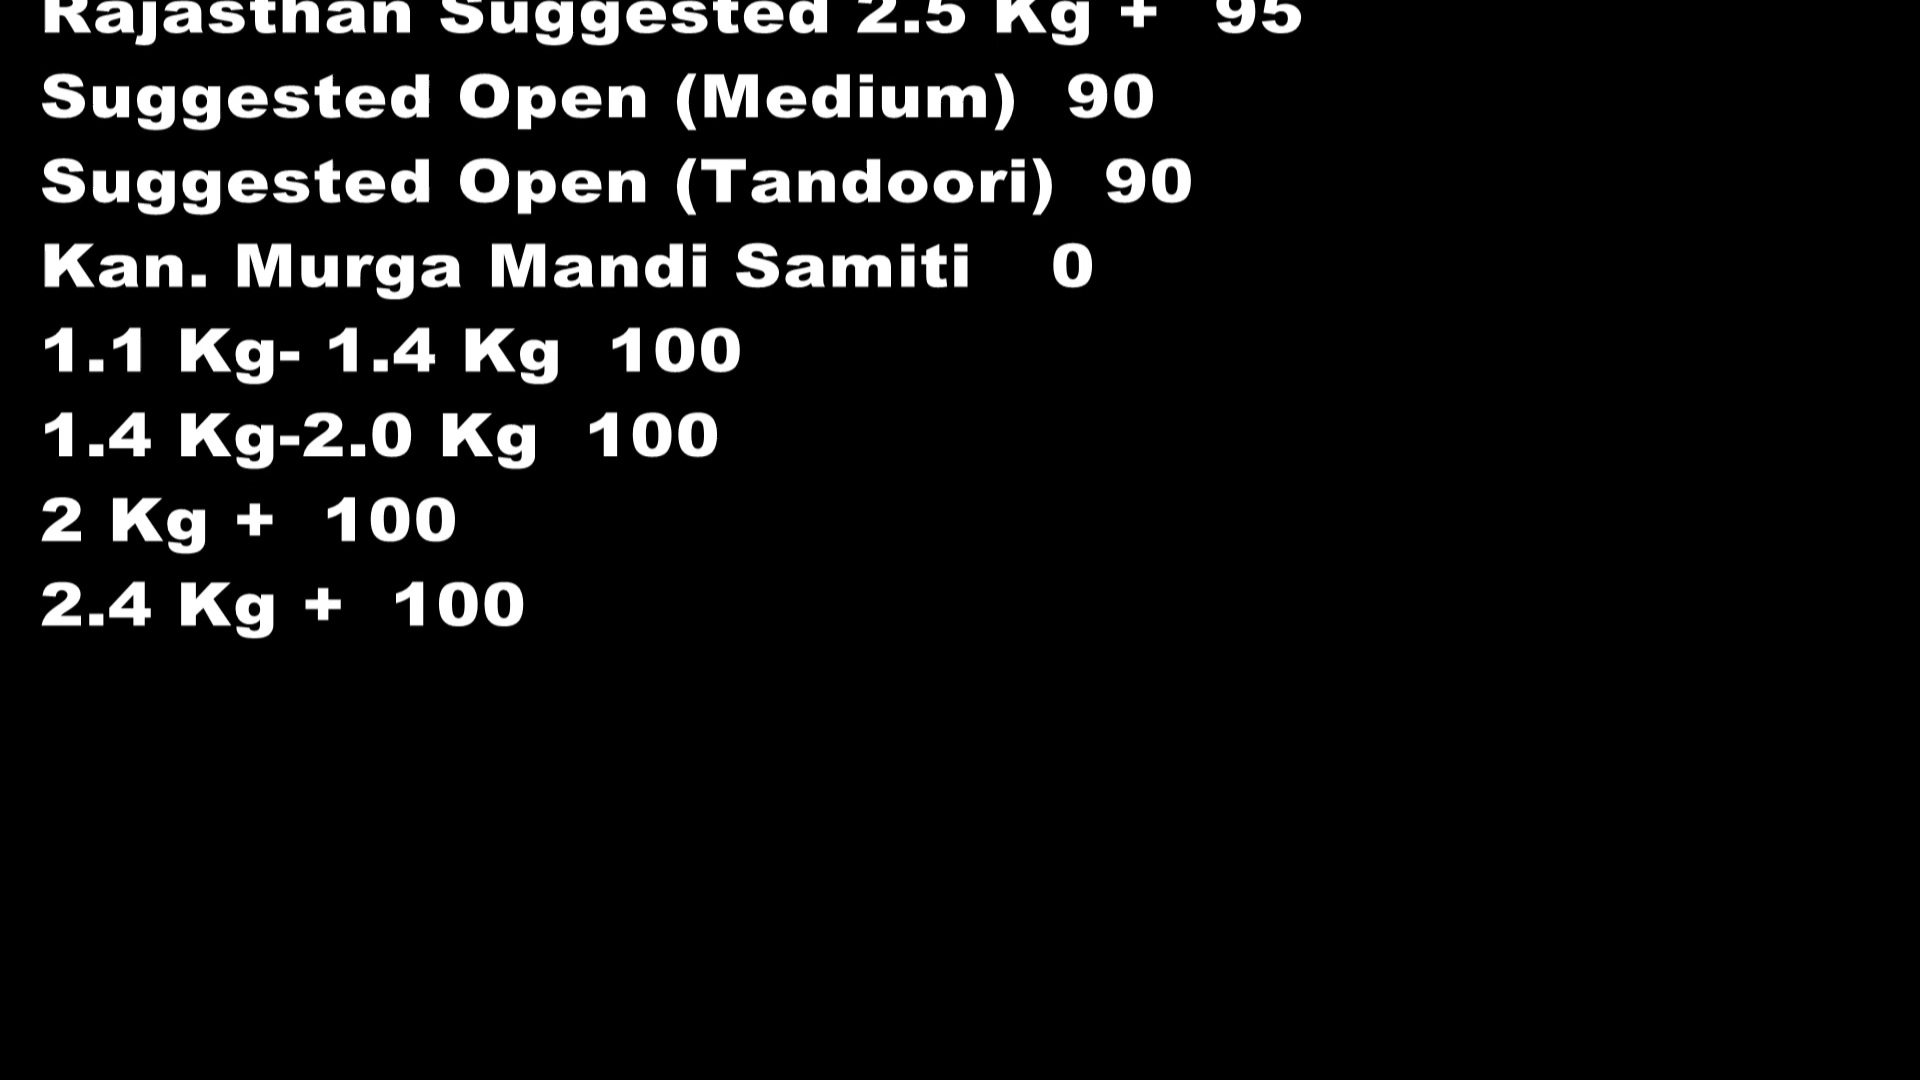 Rajasthan Suggested 2.5 Kg +  95
Suggested Open (Medium)  90
Suggested Open (Tandoori)  90
Kan. Murga Mandi Samiti    0
1.1 Kg- 1.4 Kg  100
1.4 Kg-2.0 Kg  100
2 Kg +  100
2.4 Kg +  100